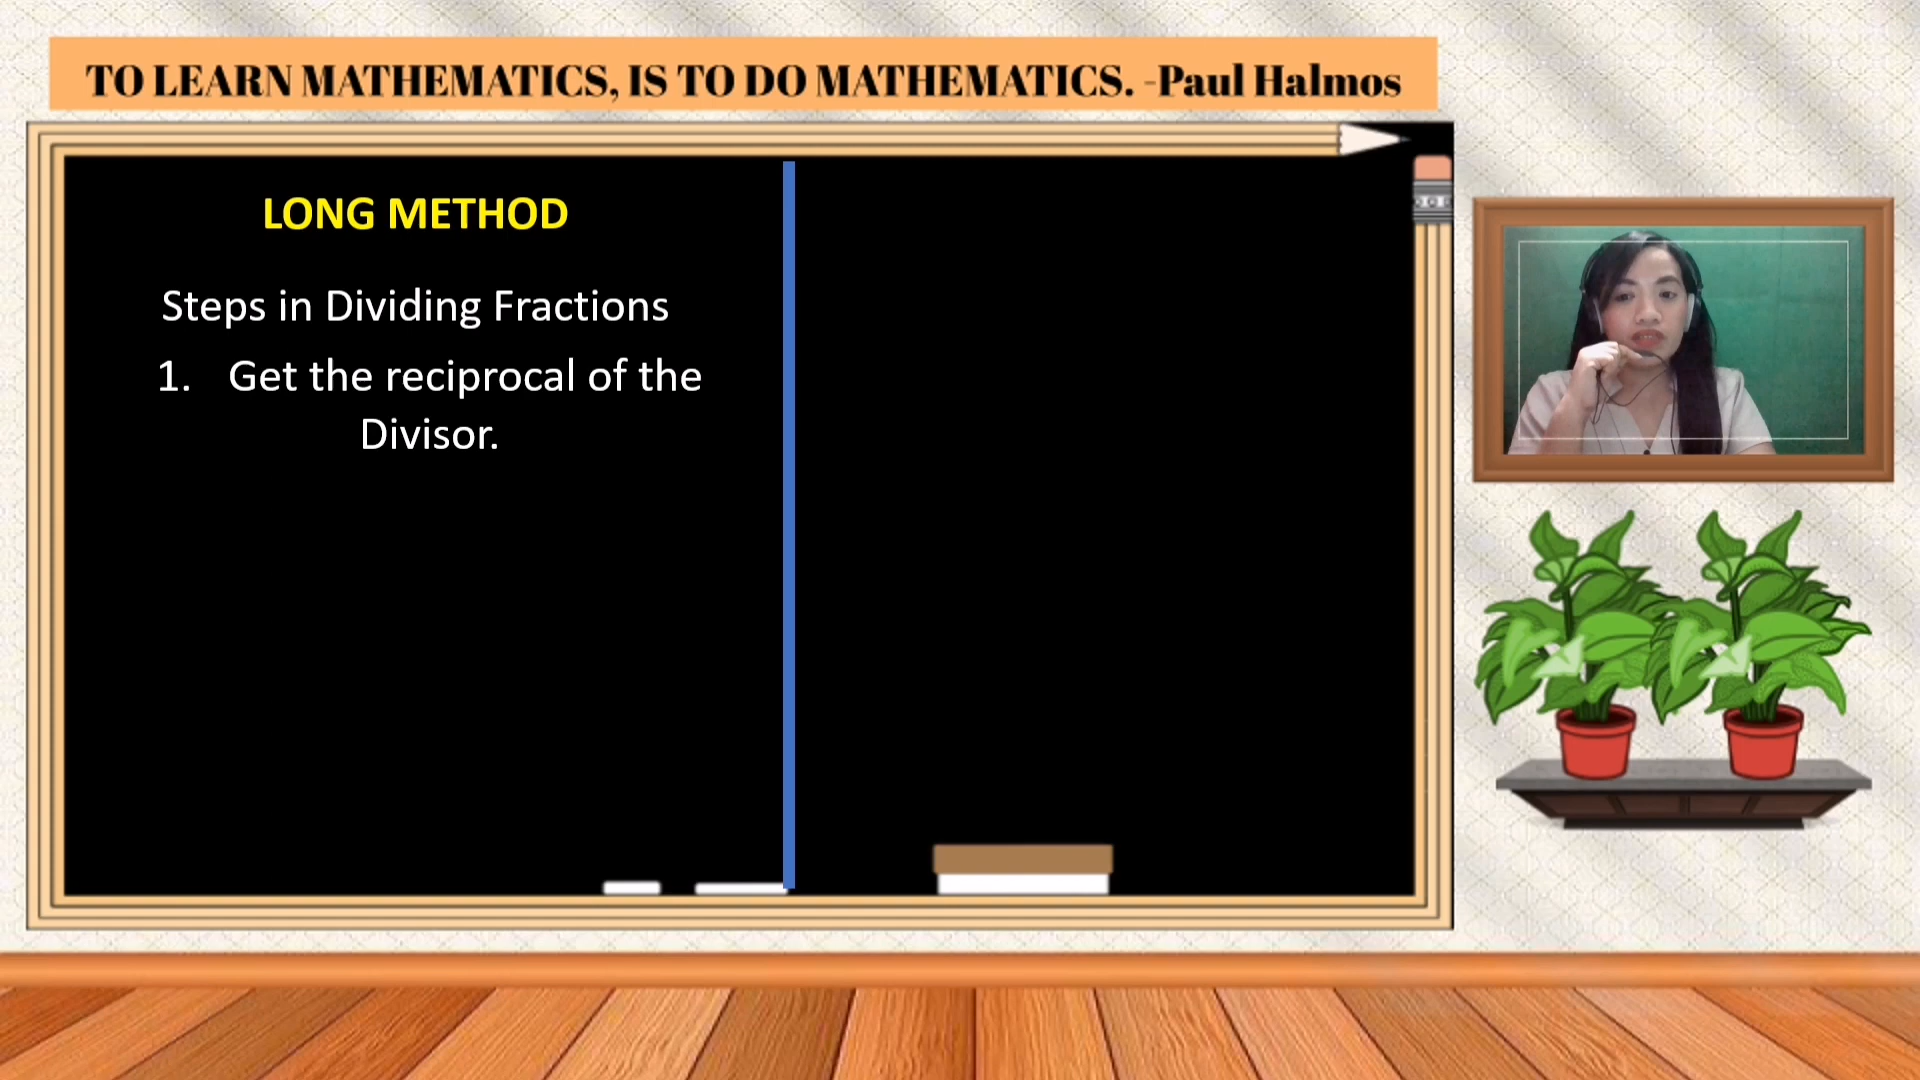 TO LEARN MATHEMATICS, IS TO DO MATHEMATICS. -Paul Halmos
LONG METHOD
Steps in Dividing Fractions
1. Get the reciprocal of the
Divisor.